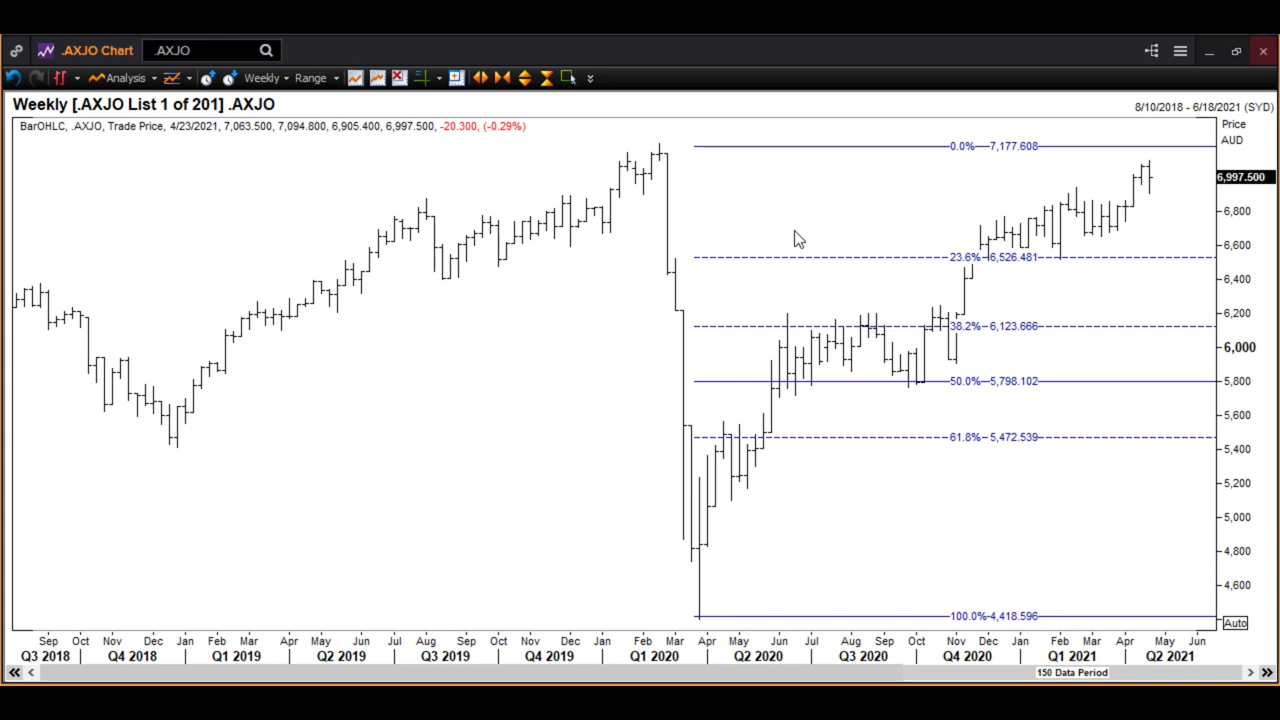 .AXJO Chart .AXJO
Analysis Weekly Range
Weekly [.AXJO List 1 of 201] .AXJO
8/10/2018 - 6/18/2021 (SYD)
BarOHLC, .AXJO, Trade Price, 4/23/2021, 7,063.500, 7,094.800, 6,905.400, 6,997.500, -20.300, (-0.29%)
Price
AUD
0.0% 7,177.608
6,997.500
6,800
6,600
23.6% 6,526.481
6,400
6,200
38.2% 6,123.666
6,000
50.0% 5,798.102
5,800
5,600
61.8% 5,472.539
5,400
5,200
5,000
4,800
4,600
100.0% 4,418.596
Auto
Sep Oct Nov Dec Jan Feb Mar Apr May Jun Jul Aug Sep Oct Nov Dec Jan Feb Mar Apr May Jun Jul Aug Sep Oct Nov Dec Jan Feb Mar Apr May Jun
Q3 2018 Q4 2018 Q1 2019 Q2 2019 Q3 2019 Q4 2019 Q1 2020 Q2 2020 Q3 2020 Q4 2020 Q1 2021 Q2 2021
150 Data Period